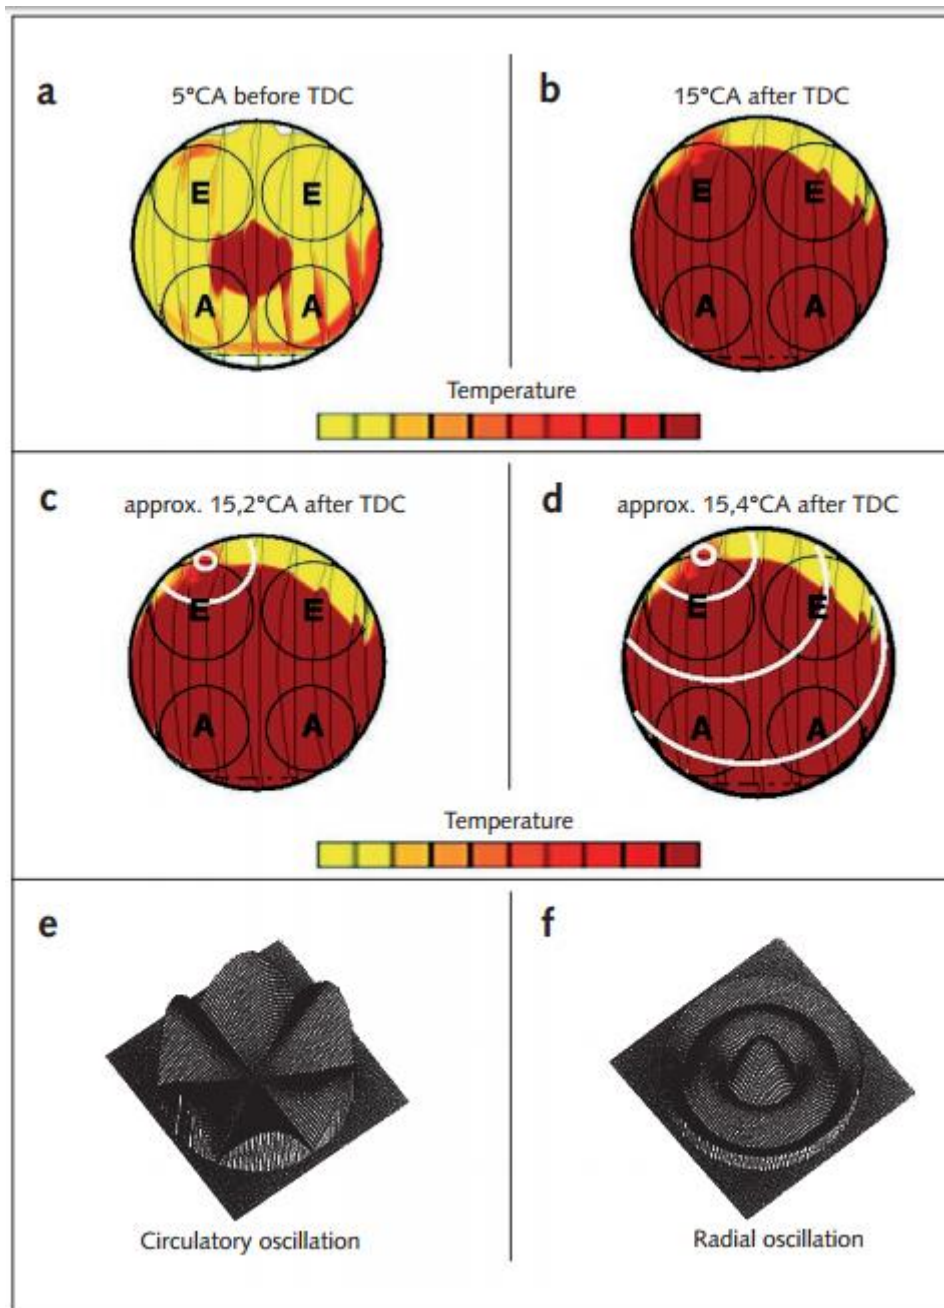 a
5°CA before TDC
b
15°CA after TDC
E E
A A
E E
A A
Temperature
c
approx. 15,2°CA after TDC
d
approx. 15,4°CA after TDC
E E
A A
E E
A A
Temperature
e
f
Circulatory oscillation
Radial oscillation